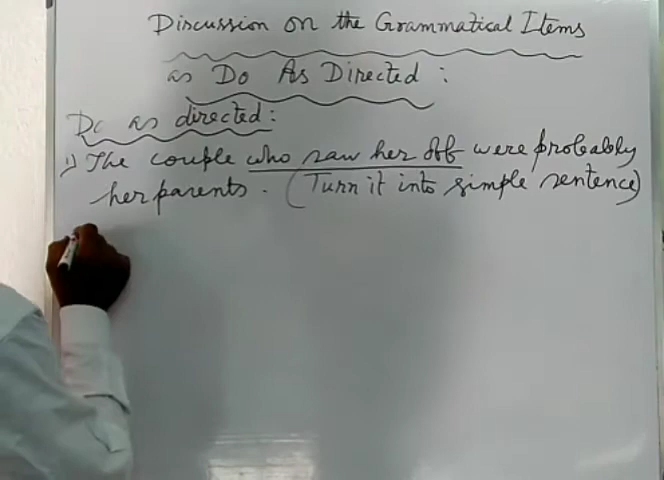 Discussion on the Grammatical Items
as Do As Directed :
Do as directed:
1) The couple who saw her off were probably
her parents. (Turn it into simple sentence)